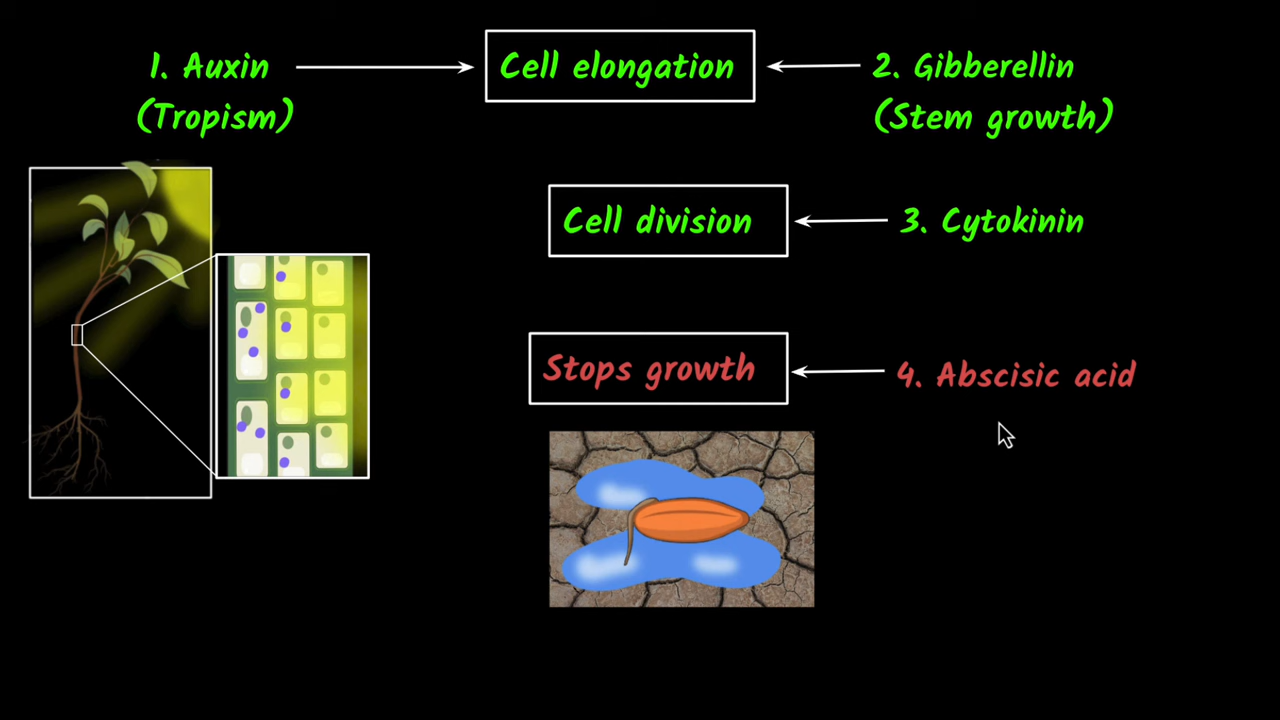 1. Auxin
(Tropism)
Cell elongation
2. Gibberellin
(Stem growth)
Cell division
3. Cytokinin
Stops growth
4. Abscisic acid